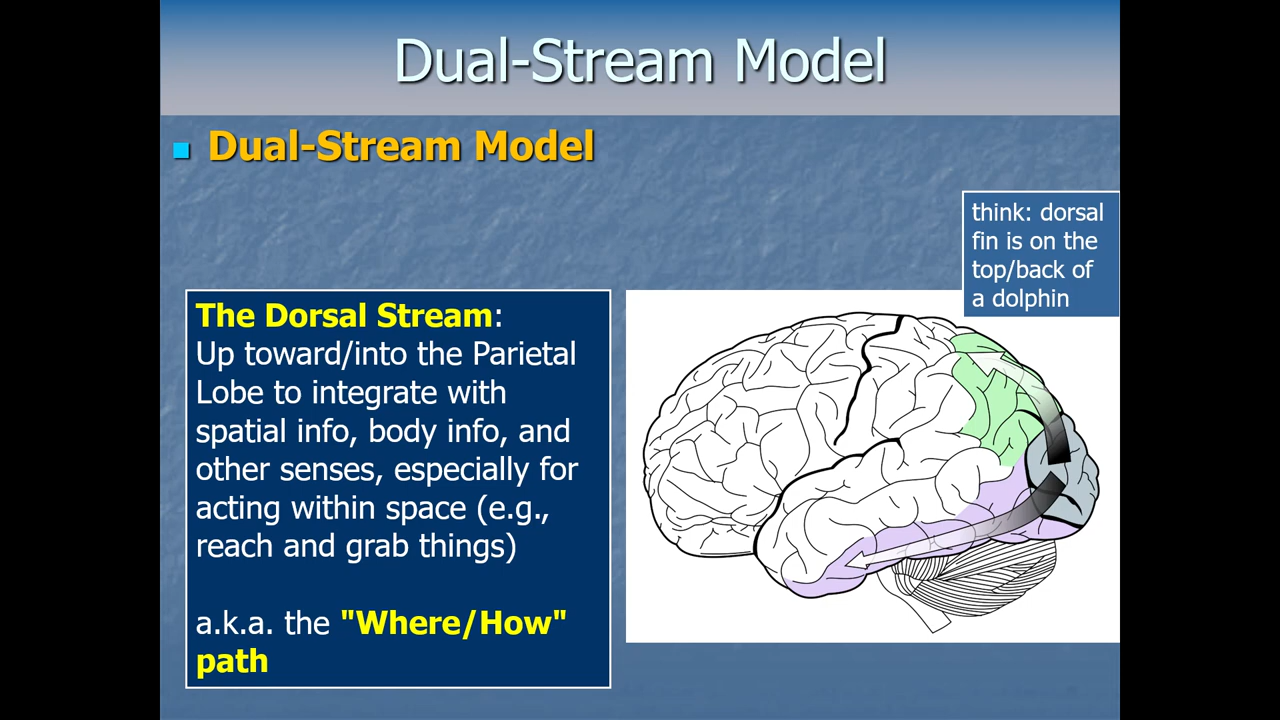 Dual-Stream Model
Dual-Stream Model
think: dorsal
fin is on the
top/back of
a dolphin
The Dorsal Stream:
Up toward/into the Parietal
Lobe to integrate with
spatial info, body info, and
other senses, especially for
acting within space (e.g.,
reach and grab things)
a.k.a. the "Where/How"
path